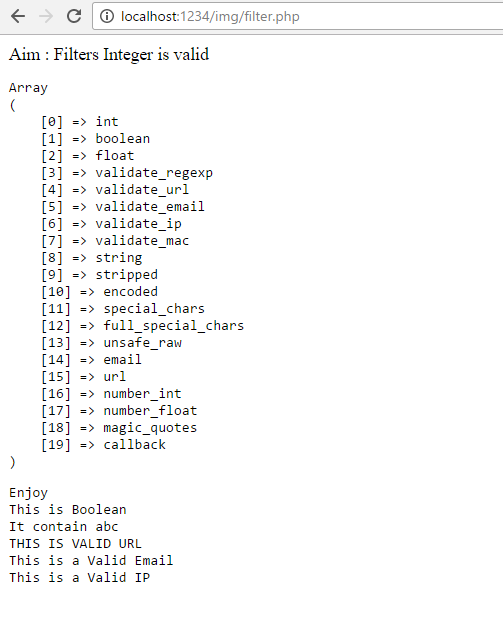 localhost:1234/img/filter.php
Aim : Filters Integer is valid
Array
(
[0] => int
[1] => boolean
[2] => float
[3] => validate_regexp
[4] => validate_url
[5] => validate_email
[6] => validate_ip
[7] => validate_mac
[8] => string
[9] => stripped
[10] => encoded
[11] => special_chars
[12] => full_special_chars
[13] => unsafe_raw
[14] => email
[15] => url
[16] => number_int
[17] => number_float
[18] => magic_quotes
[19] => callback
)
Enjoy
This is Boolean
It contain abc
THIS IS VALID URL
This is a Valid Email
This is a Valid IP